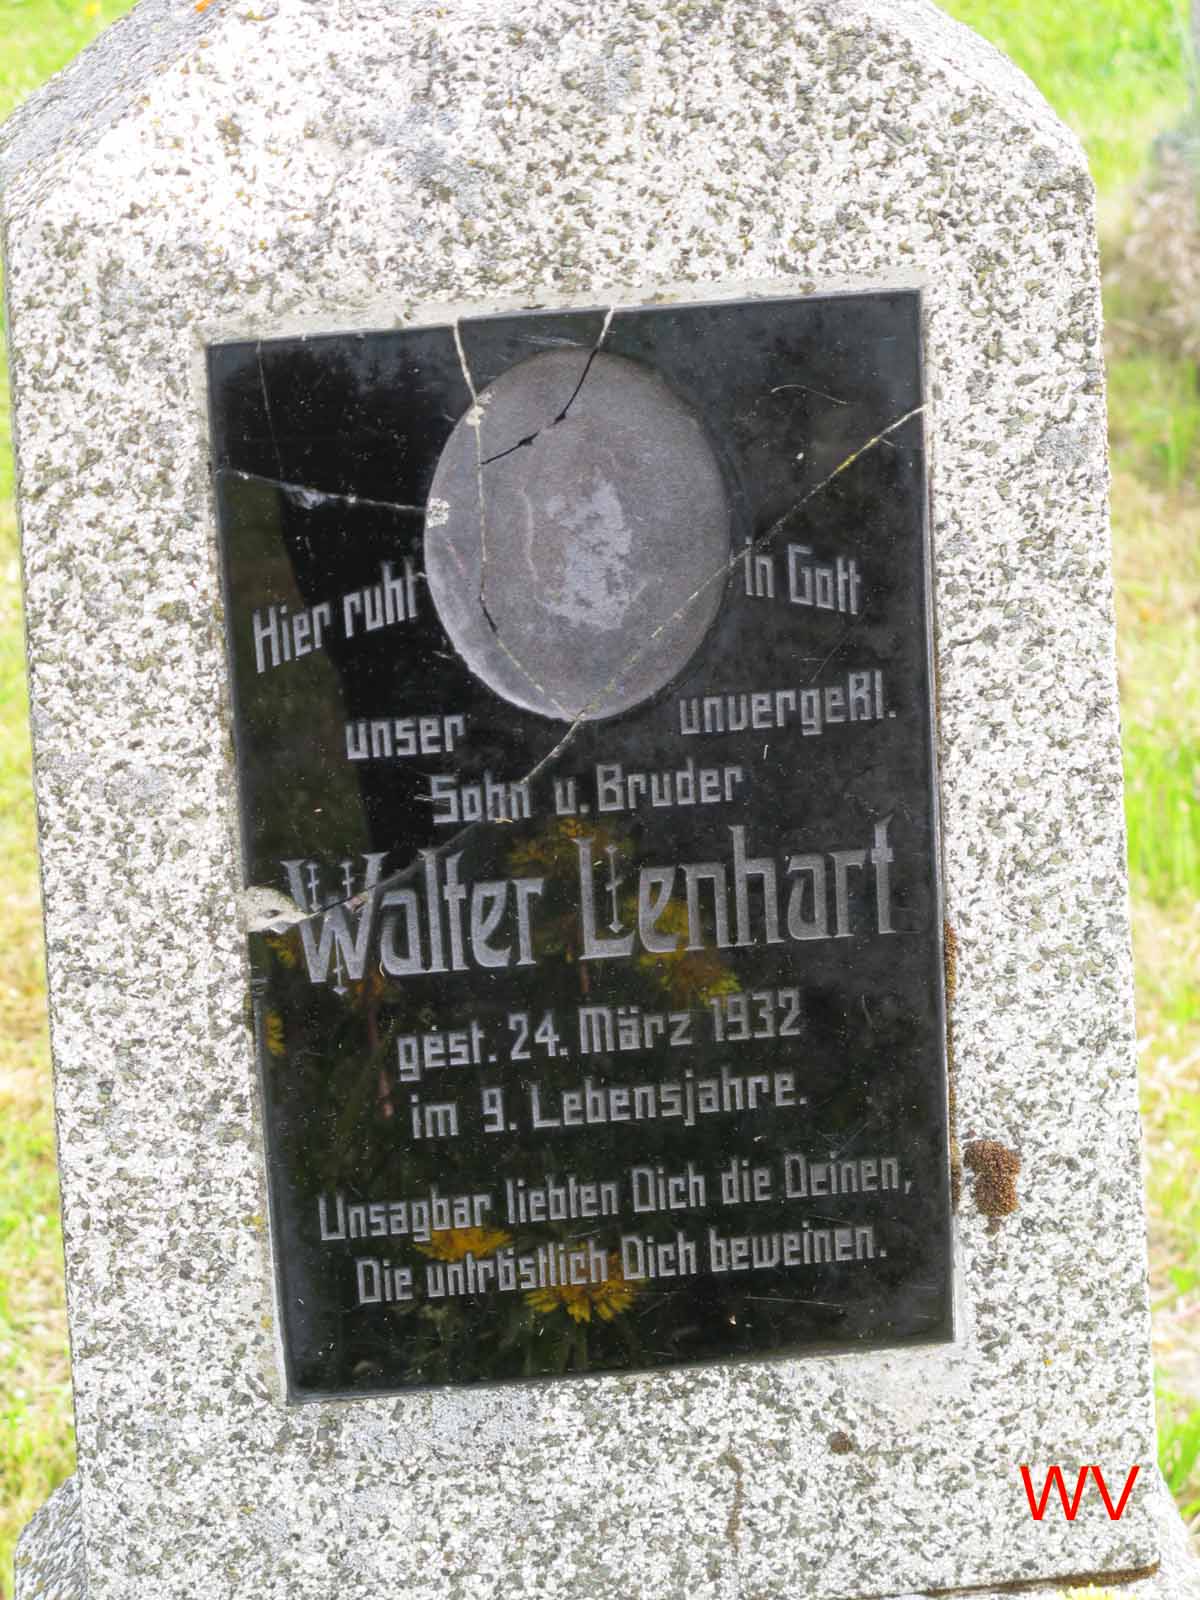 Hier ruht in Gott
unser unvergeßl.
Sohn u. Bruder
Walter Lenhart
gest. 24. März 1932
im 9. Lebensjahre.
Unsagbar liebten Dich die Deinen,
Die untröstlich Dich beweinen.
WV